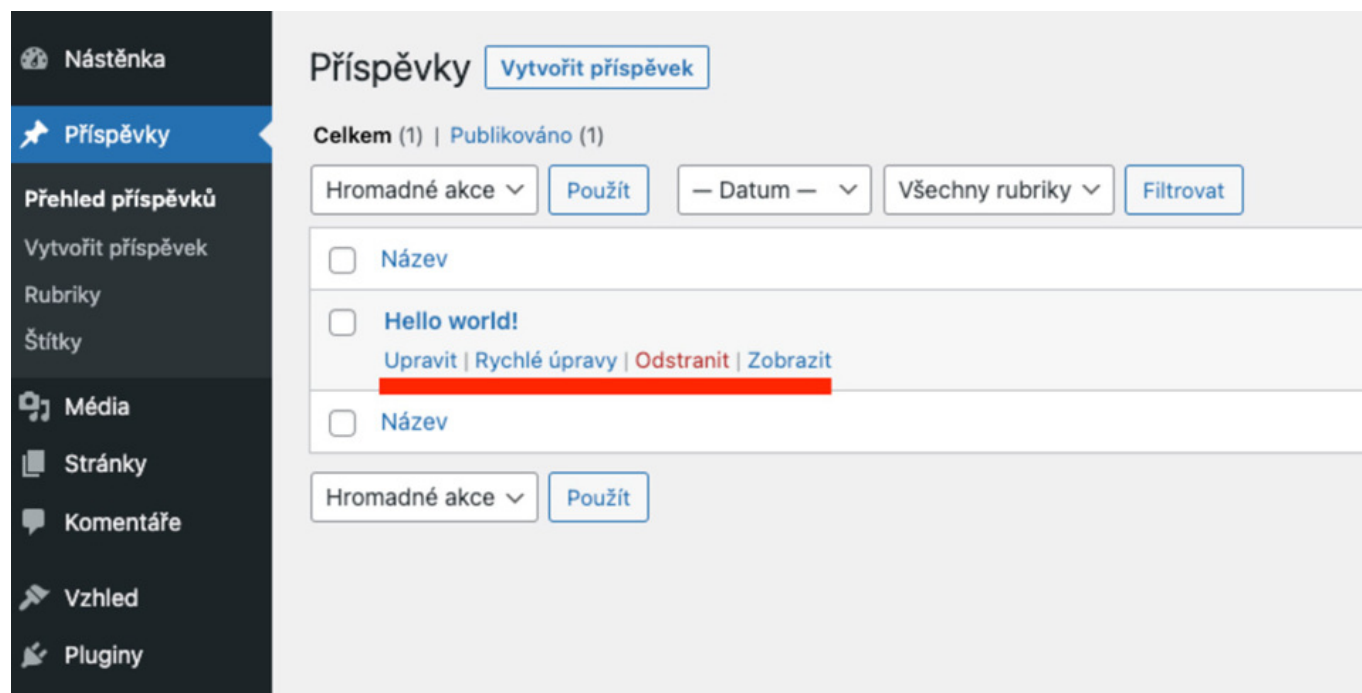 Nástěnka
Příspěvky
Přehled příspěvků
Vytvořit příspěvek
Rubriky
Štítky
Média
Stránky
Komentáře
Vzhled
Pluginy
Příspěvky Vytvořit příspěvek
Celkem (1) | Publikováno (1)
Hromadné akce Použít — Datum — Všechny rubriky Filtrovat
Název
Hello world!
Upravit | Rychlé úpravy | Odstranit | Zobrazit
Název
Hromadné akce Použít